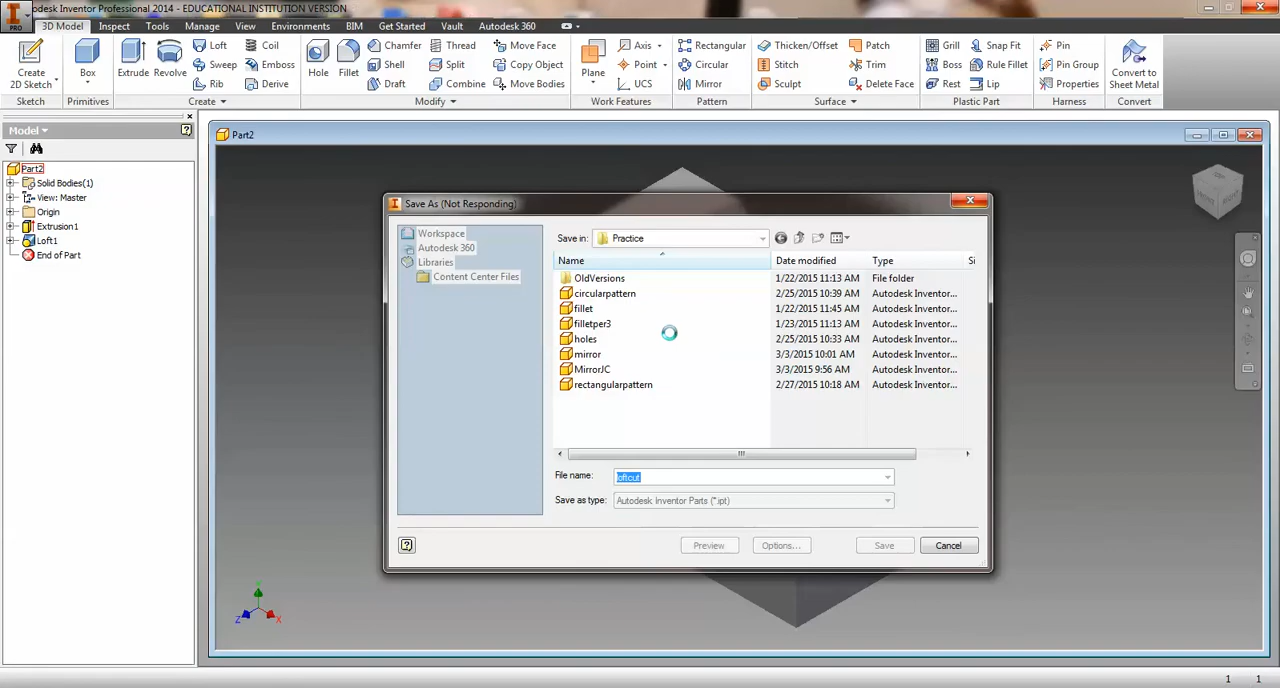 odesk Inventor Professional 2014 - EDUCATIONAL INSTITUTION VERSION
PRO
3D Model Inspect Tools Manage View Environments BIM Get Started Vault Autodesk 360
Create 2D Sketch
Box
Extrude
Revolve
Loft
Sweep
Rib
Coil
Emboss
Derive
Hole
Fillet
Chamfer
Shell
Draft
Thread
Split
Combine
Move Face
Copy Object
Move Bodies
Plane
Axis
Point
UCS
Rectangular
Circular
Mirror
Thicken/Offset
Stitch
Sculpt
Patch
Trim
Delete Face
Grill
Boss
Rest
Snap Fit
Rule Fillet
Lip
Pin
Pin Group
Properties
Convert to Sheet Metal
Sketch Primitives Create Modify Work Features Pattern Surface Plastic Part Harness Convert
Model
Part2
Solid Bodies(1)
View: Master
Origin
Extrusion1
Loft1
End of Part
Part2
Save As (Not Responding)
Workspace
Autodesk 360
Libraries
Content Center Files
Save in: Practice
Name Date modified Type Si
OldVersions 1/22/2015 11:13 AM File folder
circularpattern 2/25/2015 10:39 AM Autodesk Inventor...
fillet 1/22/2015 11:45 AM Autodesk Inventor...
filletper3 1/23/2015 11:13 AM Autodesk Inventor...
holes 2/25/2015 10:33 AM Autodesk Inventor...
mirror 3/3/2015 10:01 AM Autodesk Inventor...
MirrorJC 3/3/2015 9:56 AM Autodesk Inventor...
rectangularpattern 2/27/2015 10:18 AM Autodesk Inventor...
File name: loftcut
Save as type: Autodesk Inventor Parts (*.ipt)
Preview Options... Save Cancel
Z Y X
1 1